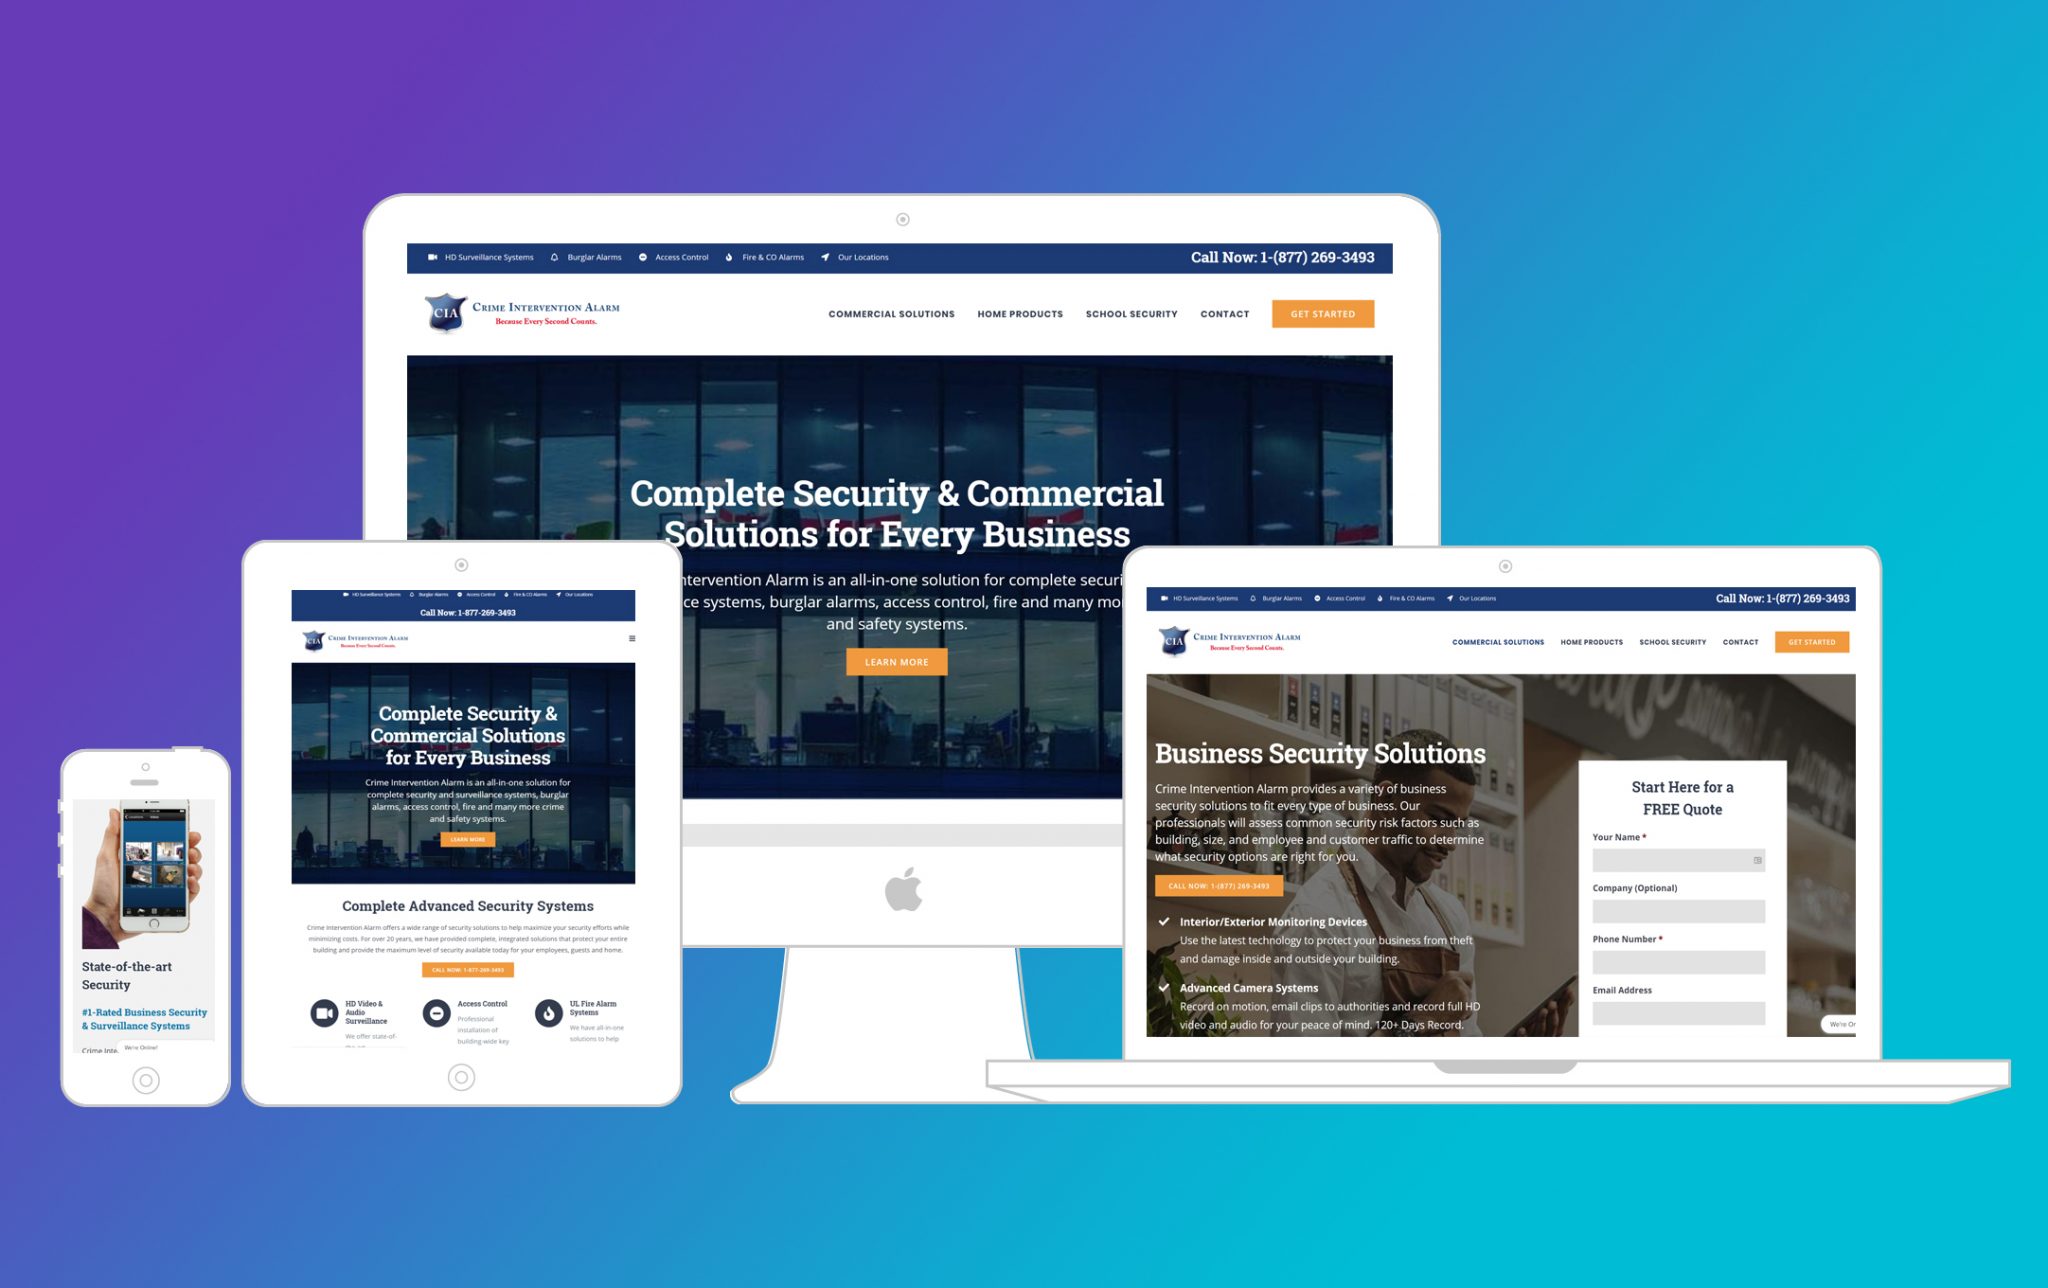 HD Surveillance Systems
Burglar Alarms
Access Control
Fire & CO Alarms
Our Locations
Call Now: 1-(877) 269-3493
CIA
CRIME INTERVENTION ALARM
Because Every Second Counts.
COMMERCIAL SOLUTIONS
HOME PRODUCTS
SCHOOL SECURITY
CONTACT
GET STARTED
Complete Security & Commercial
Solutions for Every Business
ntervention Alarm is an all-in-one solution for complete securi
ce systems, burglar alarms, access control, fire and many mo
and safety systems.
LEARN MORE
State-of-the-art
Security
#1-Rated Business Security
& Surveillance Systems
Crime Inte
We're Online!
HD Surveillance Systems
Burglar Alarms
Access Control
Fire & CO Alarms
Our Locations
Call Now: 1-877-269-3493
CIA
CRIME INTERVENTION ALARM
Because Every Second Counts.
Complete Security &
Commercial Solutions
for Every Business
Crime Intervention Alarm is an all-in-one solution for
complete security and surveillance systems, burglar
alarms, access control, fire and many more crime
and safety systems.
LEARN MORE
Complete Advanced Security Systems
Crime Intervention Alarm offers a wide range of security solutions to help maximize your security efforts while
minimizing costs. For over 20 years, we have provided complete, integrated solutions that protect your entire
building and provide the maximum level of security available today for your employees, guests and home.
CALL NOW: 1-877-269-3493
HD Video &
Audio
Surveillance
We offer state-of-
Access Control
Professional
installation of
building-wide key
UL Fire Alarm
Systems
We have all-in-one
solutions to help
HD Surveillance Systems
Burglar Alarms
Access Control
Fire & CO Alarms
Our Locations
Call Now: 1-(877) 269-3493
CIA
CRIME INTERVENTION ALARM
Because Every Second Counts.
COMMERCIAL SOLUTIONS
HOME PRODUCTS
SCHOOL SECURITY
CONTACT
GET STARTED
Business Security Solutions
Crime Intervention Alarm provides a variety of business
security solutions to fit every type of business. Our
professionals will assess common security risk factors such as
building, size, and employee and customer traffic to determine
what security options are right for you.
CALL NOW: 1-(877) 269-3493
Interior/Exterior Monitoring Devices
Use the latest technology to protect your business from theft
and damage inside and outside your building.
Advanced Camera Systems
Record on motion, email clips to authorities and record full HD
video and audio for your peace of mind. 120+ Days Record.
Start Here for a
FREE Quote
Your Name *
Company (Optional)
Phone Number *
Email Address
We're On